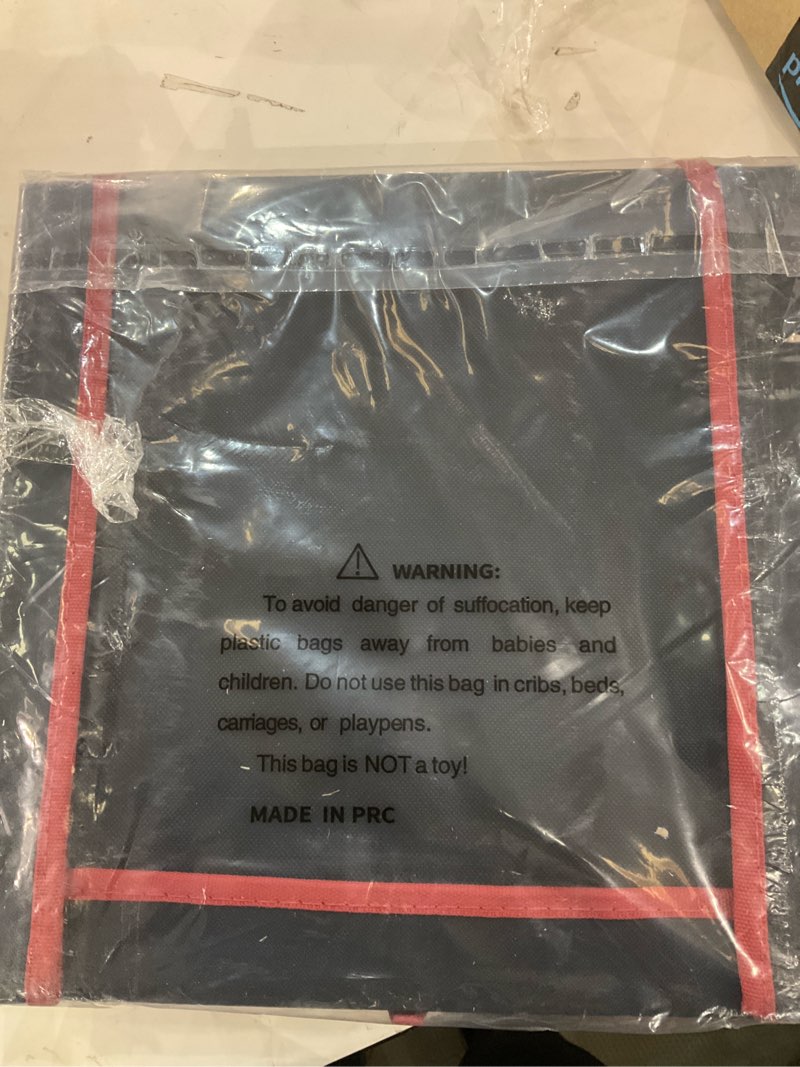 WARNING:
To avoid danger of suffocation, keep
plastic bags away from babies and
children. Do not use this bag in cribs, beds,
carriages, or playpens.
This bag is NOT a toy!
MADE IN PRC